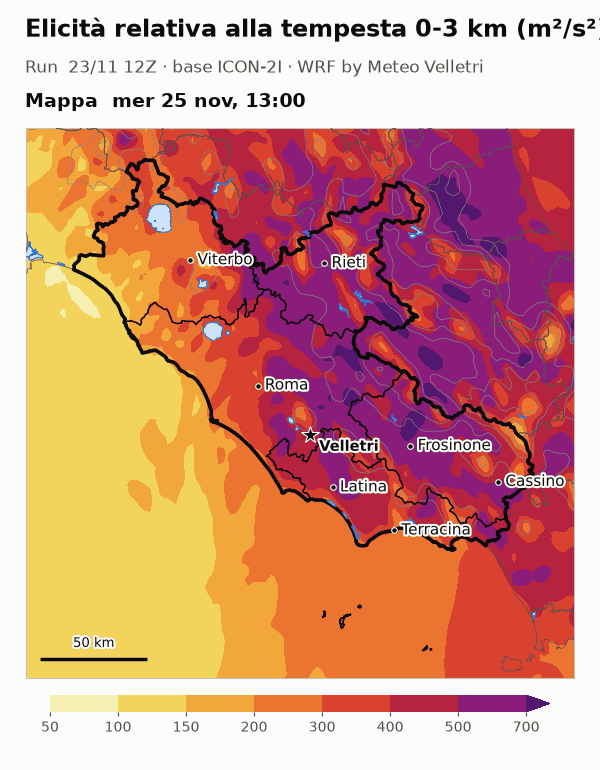 Elicità relativa alla tempesta 0-3 km (m²/s²)
Run 23/11 12Z · base ICON-2I · WRF by Meteo Velletri
Mappa mer 25 nov, 13:00
Viterbo
Rieti
Roma
Velletri
Frosinone
Cassino
Latina
Terracina
50 km
50 100 150 200 300 400 500 700